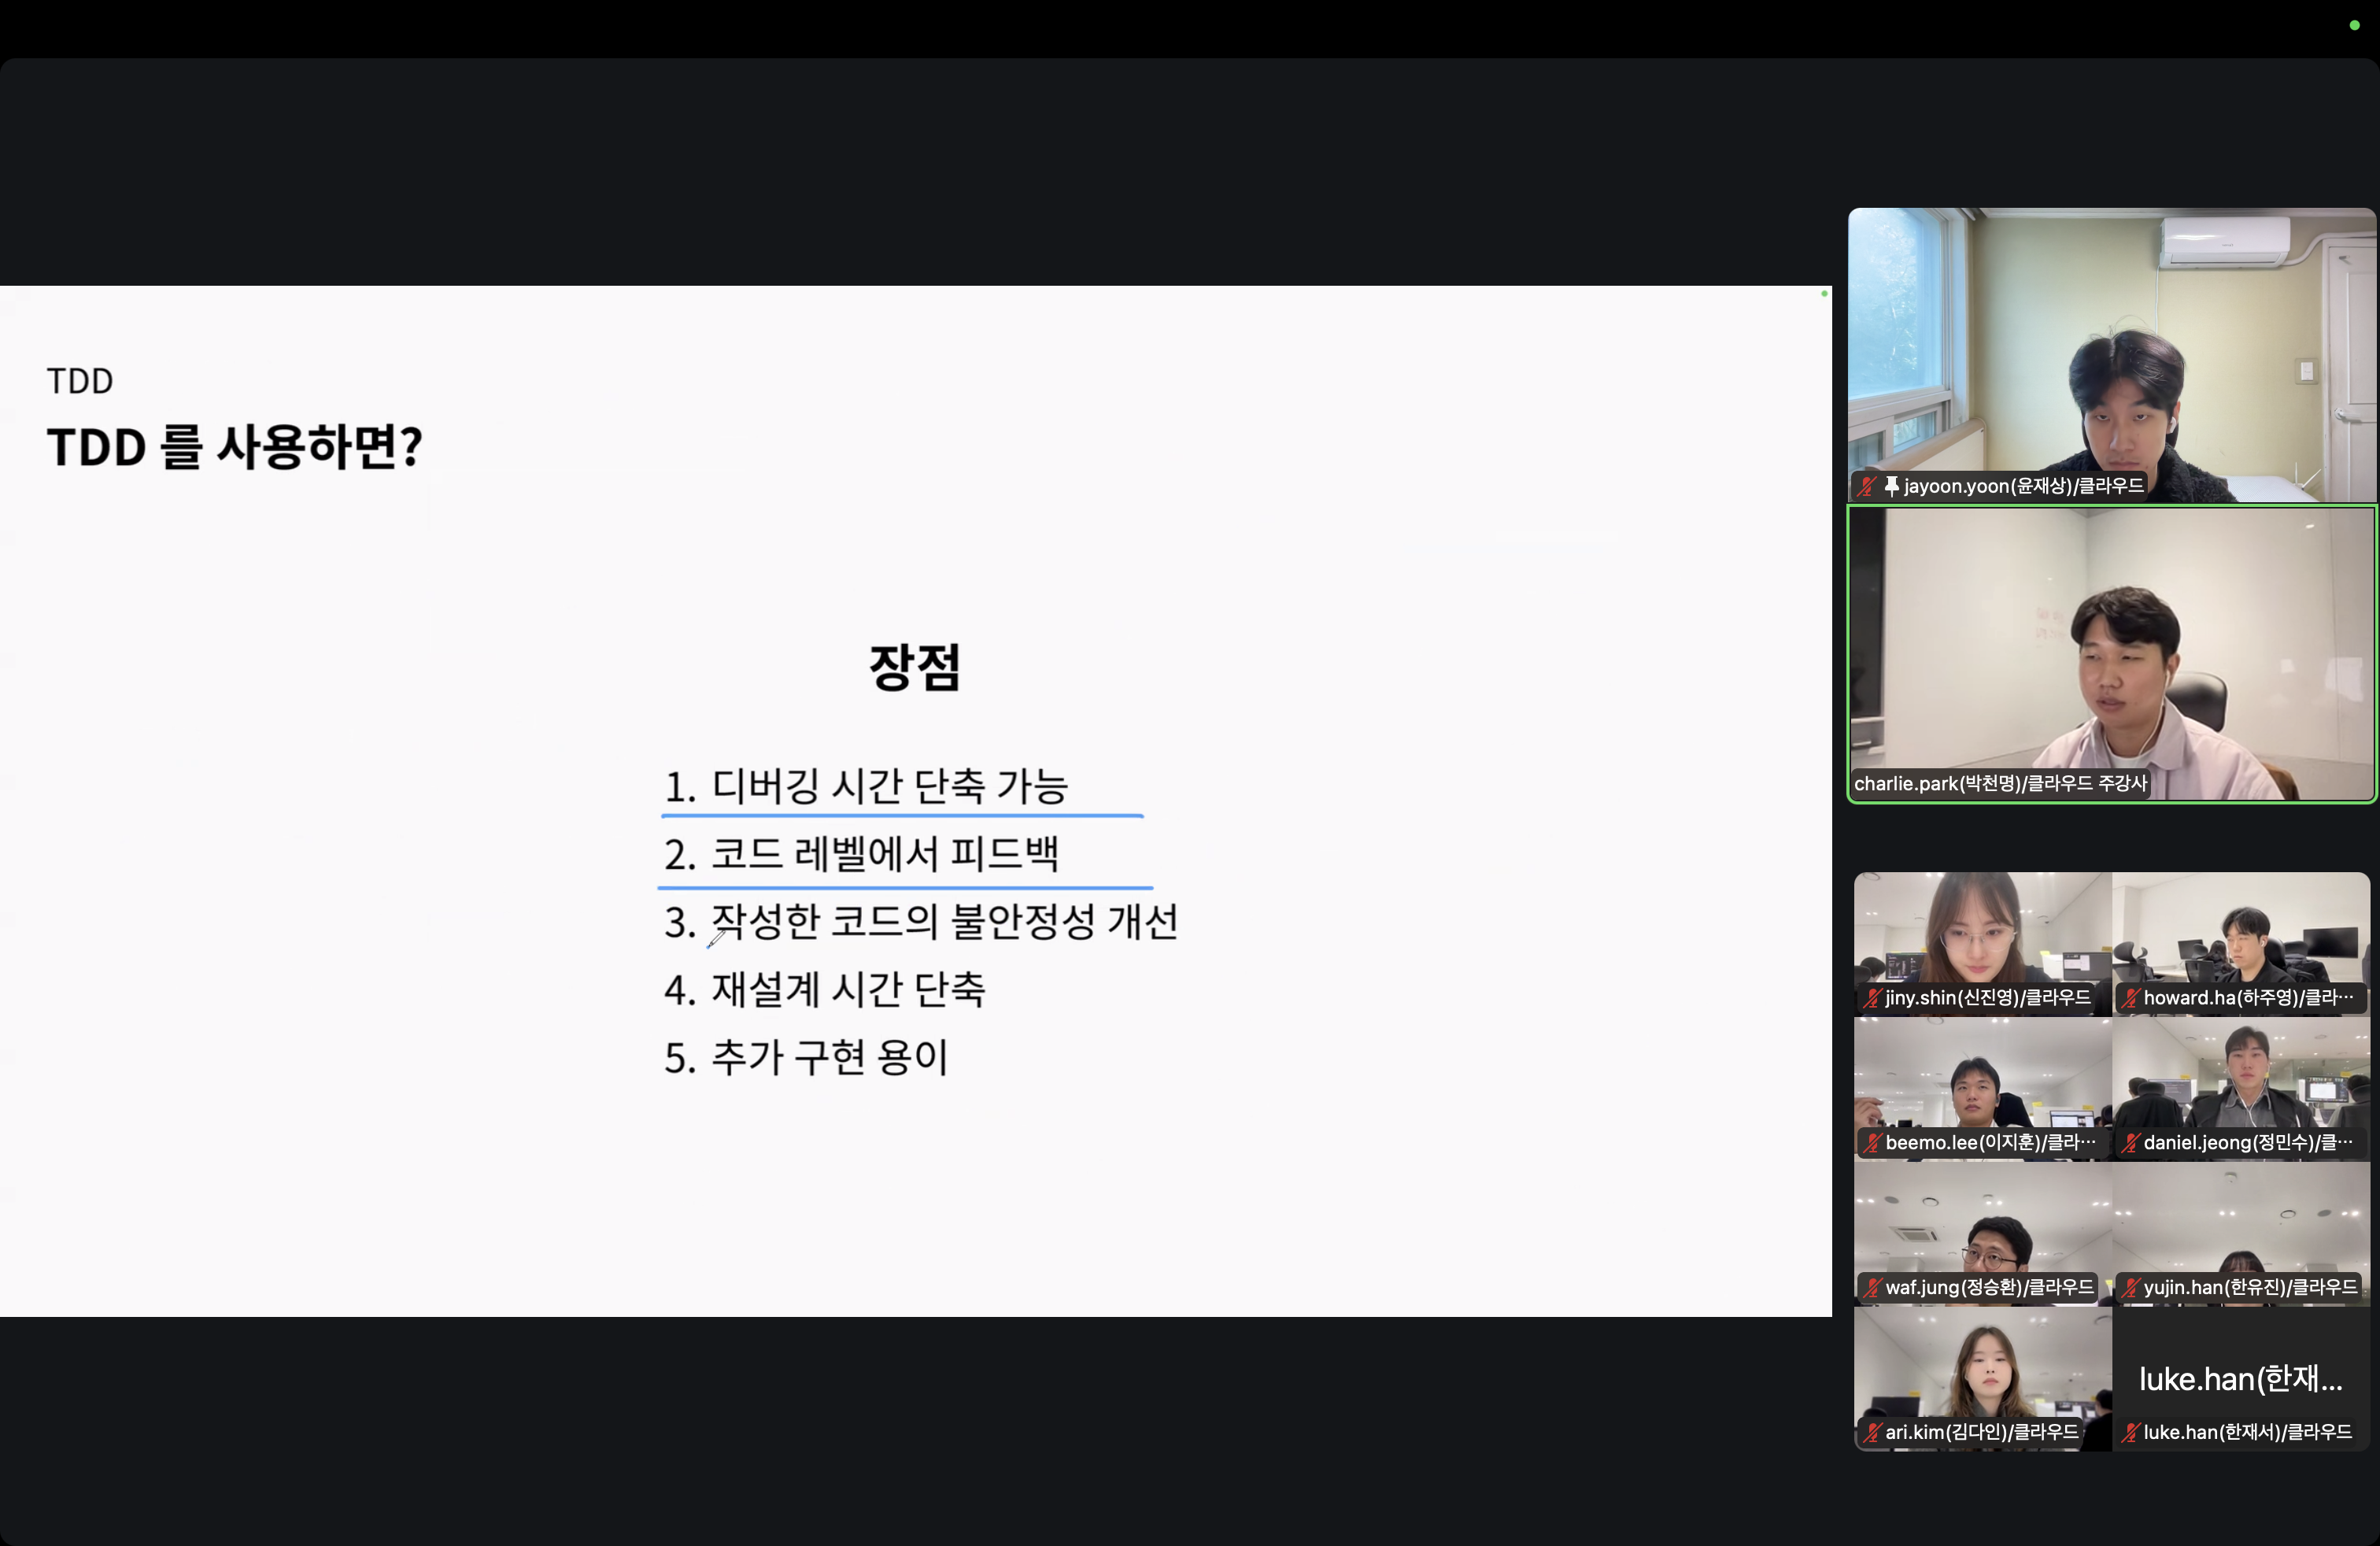 TDD
TDD 를 사용하면?
장점
1. 디버깅 시간 단축 가능
2. 코드 레벨에서 피드백
3. 작성한 코드의 불안정성 개선
4. 재설계 시간 단축
5. 추가 구현 용이
jayoon.yoon(윤재상)/클라우드
charlie.park(박천명)/클라우드 주강사
jiny.shin(신진영)/클라우드
howard.ha(하주영)/클라…
beemo.lee(이지훈)/클라…
daniel.jeong(정민수)/클…
waf.jung(정승환)/클라우드
yujin.han(한유진)/클라우드
ari.kim(김다인)/클라우드
luke.han(한재...
luke.han(한재서)/클라우드